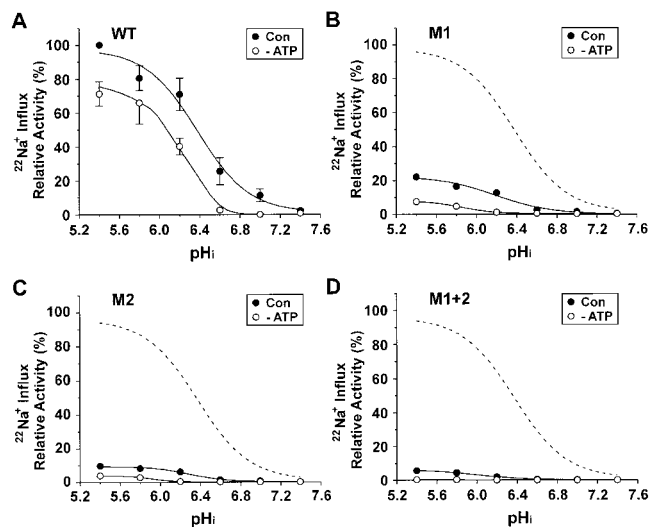 A
WT
Con
- ATP
100
80
60
40
20
0
5.2 5.6 6.0 6.4 6.8 7.2 7.6
pHi
22Na+ Influx
Relative Activity (%)
B
M1
Con
- ATP
100
80
60
40
20
0
5.2 5.6 6.0 6.4 6.8 7.2 7.6
pHi
22Na+ Influx
Relative Activity (%)
C
M2
Con
- ATP
100
80
60
40
20
0
5.2 5.6 6.0 6.4 6.8 7.2 7.6
pHi
22Na+ Influx
Relative Activity (%)
D
M1+2
Con
- ATP
100
80
60
40
20
0
5.2 5.6 6.0 6.4 6.8 7.2 7.6
pHi
22Na+ Influx
Relative Activity (%)